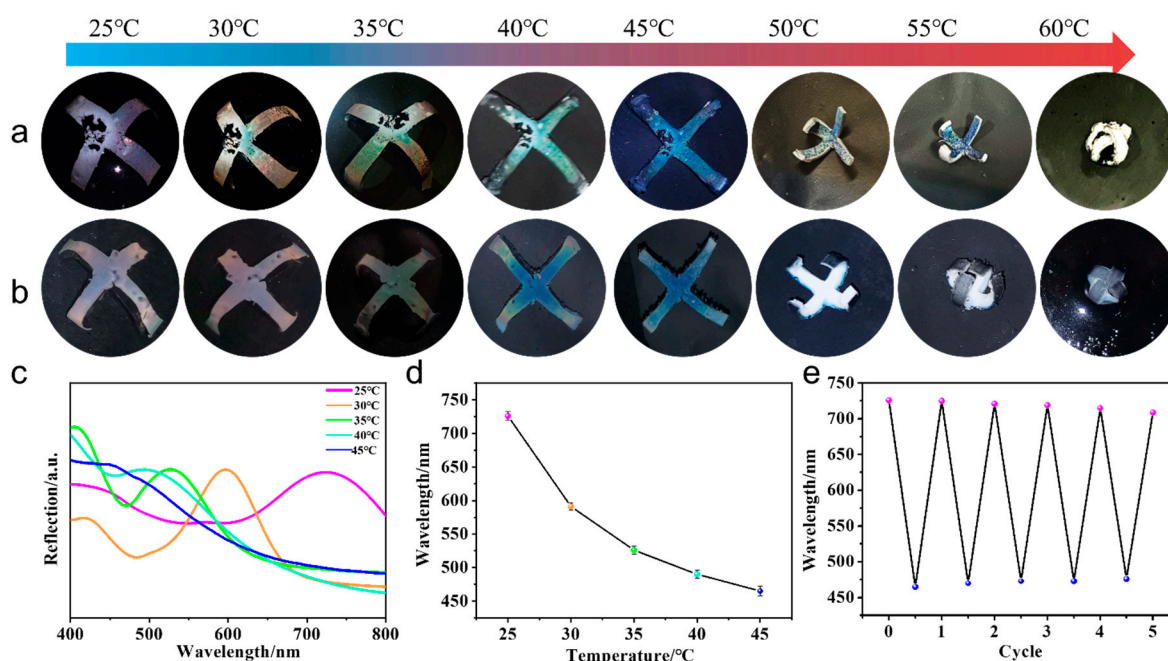 25℃ 30℃ 35℃ 40℃ 45℃ 50℃ 55℃ 60℃
a
b
c
Reflection/a.u.
25℃
30℃
35℃
40℃
45℃
400 500 600 700 800
Wavelength/nm
d
Wavelength/nm
750
700
650
600
550
500
450
25 30 35 40 45
Temperature/℃
e
Wavelength/nm
750
700
650
600
550
500
450
0 1 2 3 4 5
Cycle